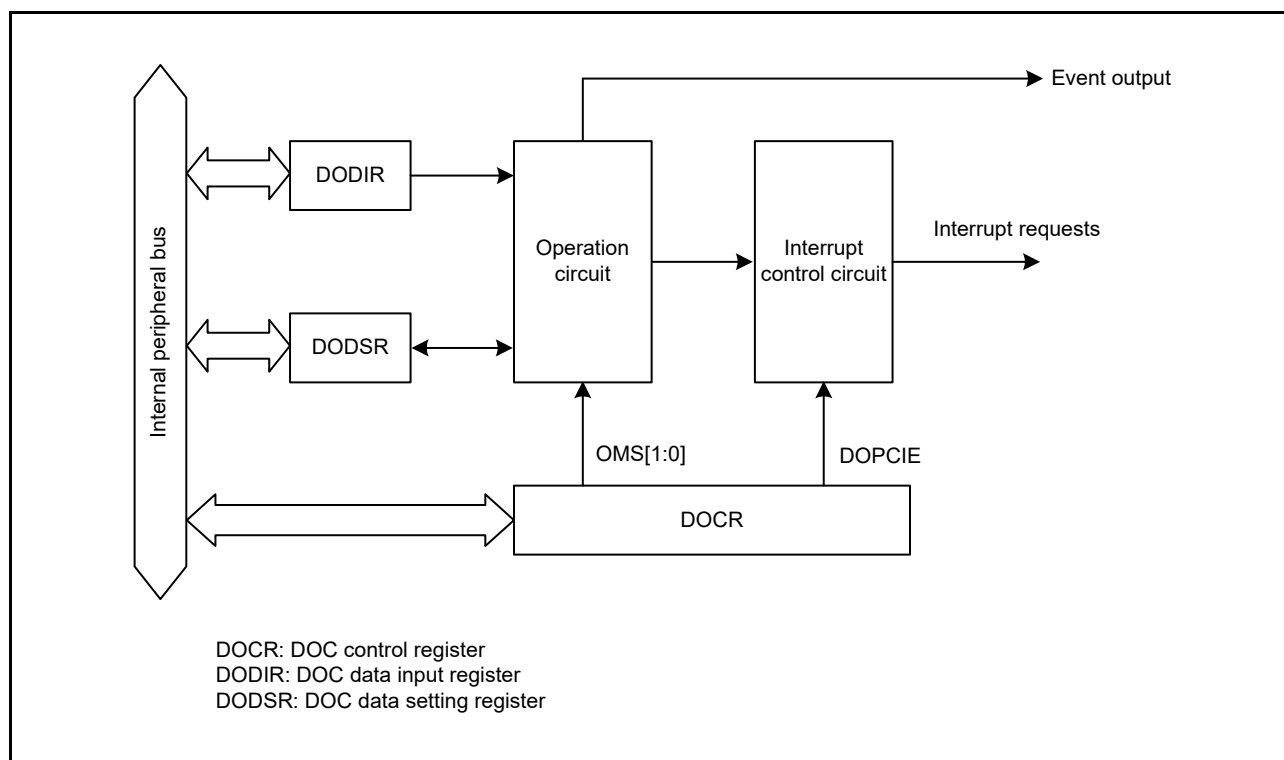 Event output
DODIR
Operation
circuit
Interrupt
control circuit
Interrupt requests
Internal peripheral bus
DODSR
OMS[1:0]
DOPCIE
DOCR
DOCR: DOC control register
DODIR: DOC data input register
DODSR: DOC data setting register